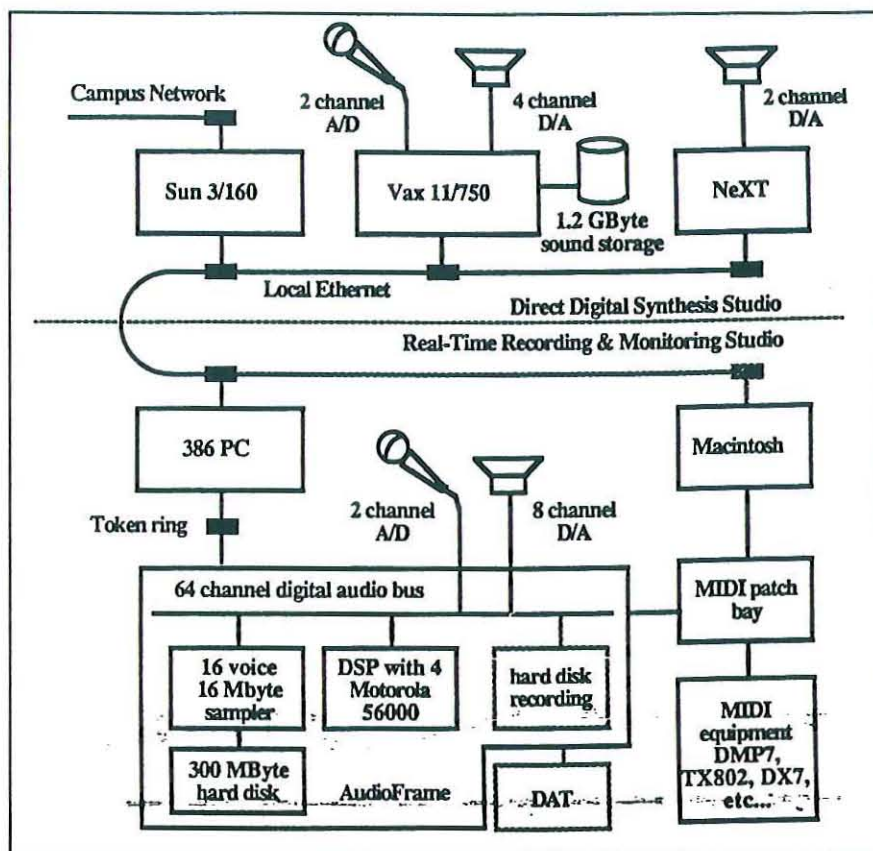 Campus Network
2 channel
A/D
4 channel
D/A
2 channel
D/A
Sun 3/160
Vax 11/750
NeXT
1.2 GByte
sound storage
Local Ethernet
Direct Digital Synthesis Studio
Real-Time Recording & Monitoring Studio
386 PC
Macintosh
2 channel
A/D
8 channel
D/A
Token ring
64 channel digital audio bus
MIDI patch
bay
16 voice
16 Mbyte
sampler
DSP with 4
Motorola
56000
hard disk
recording
MIDI
equipment
DMP7,
TX802, DX7,
etc...
300 MByte
hard disk
AudioFrame
DAT